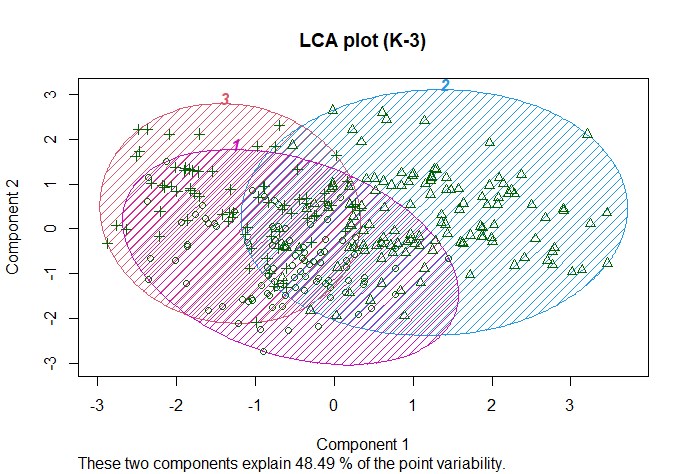 LCA plot (K-3)
3
2
1
Component 2
3
2
1
0
-1
-2
-3
-3 -2 -1 0 1 2 3
Component 1
These two components explain 48.49 % of the point variability.